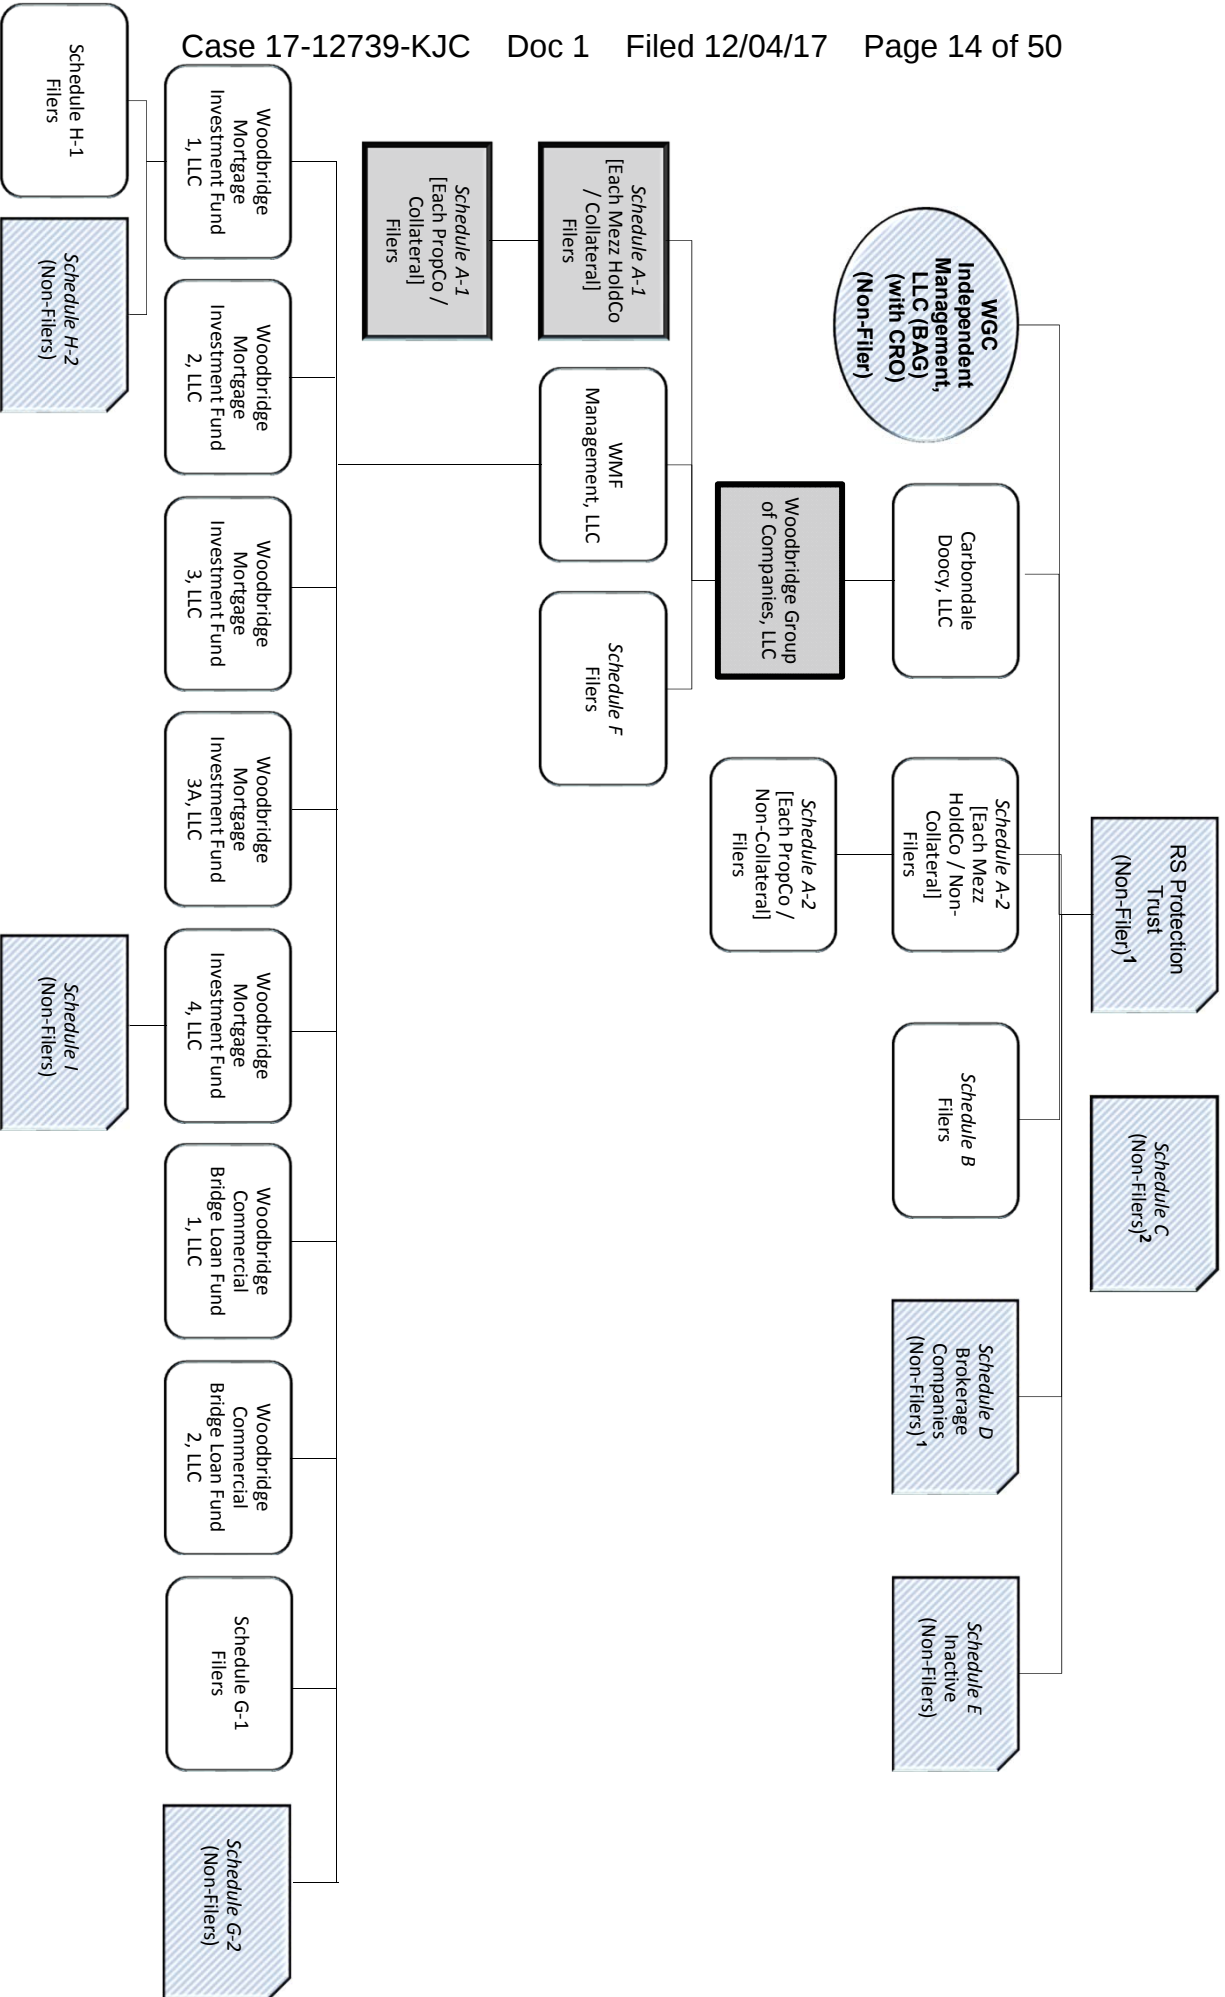 Case 17-12739-KJC Doc 1 Filed 12/04/17 Page 14 of 50
RS Protection
Trust
(Non-Filer)1
Schedule C
(Non-Filers)2
WGC
Independent
Management,
LLC (BAG)
(with CRO)
(Non-Filer)
Carbondale
Doocy, LLC
Schedule A-2
[Each Mezz
HoldCo / Non-
Collateral]
Filers
Schedule B
Filers
Schedule D
Brokerage
Companies
(Non-Filers) 1
Schedule E
Inactive
(Non-Filers)
Woodbridge Group
of Companies, LLC
Schedule A-2
[Each PropCo /
Non-Collateral]
Filers
Schedule A-1
[Each Mezz HoldCo
/ Collateral]
Filers
WMF
Management, LLC
Schedule F
Filers
Schedule A-1
[Each PropCo /
Collateral]
Filers
Woodbridge
Mortgage
Investment Fund
1, LLC
Woodbridge
Mortgage
Investment Fund
2, LLC
Woodbridge
Mortgage
Investment Fund
3, LLC
Woodbridge
Mortgage
Investment Fund
3A, LLC
Woodbridge
Mortgage
Investment Fund
4, LLC
Woodbridge
Commercial
Bridge Loan Fund
1, LLC
Woodbridge
Commercial
Bridge Loan Fund
2, LLC
Schedule G-1
Filers
Schedule G-2
(Non-Filers)
Schedule H-1
Filers
Schedule H-2
(Non-Filers)
Schedule I
(Non-Filers)